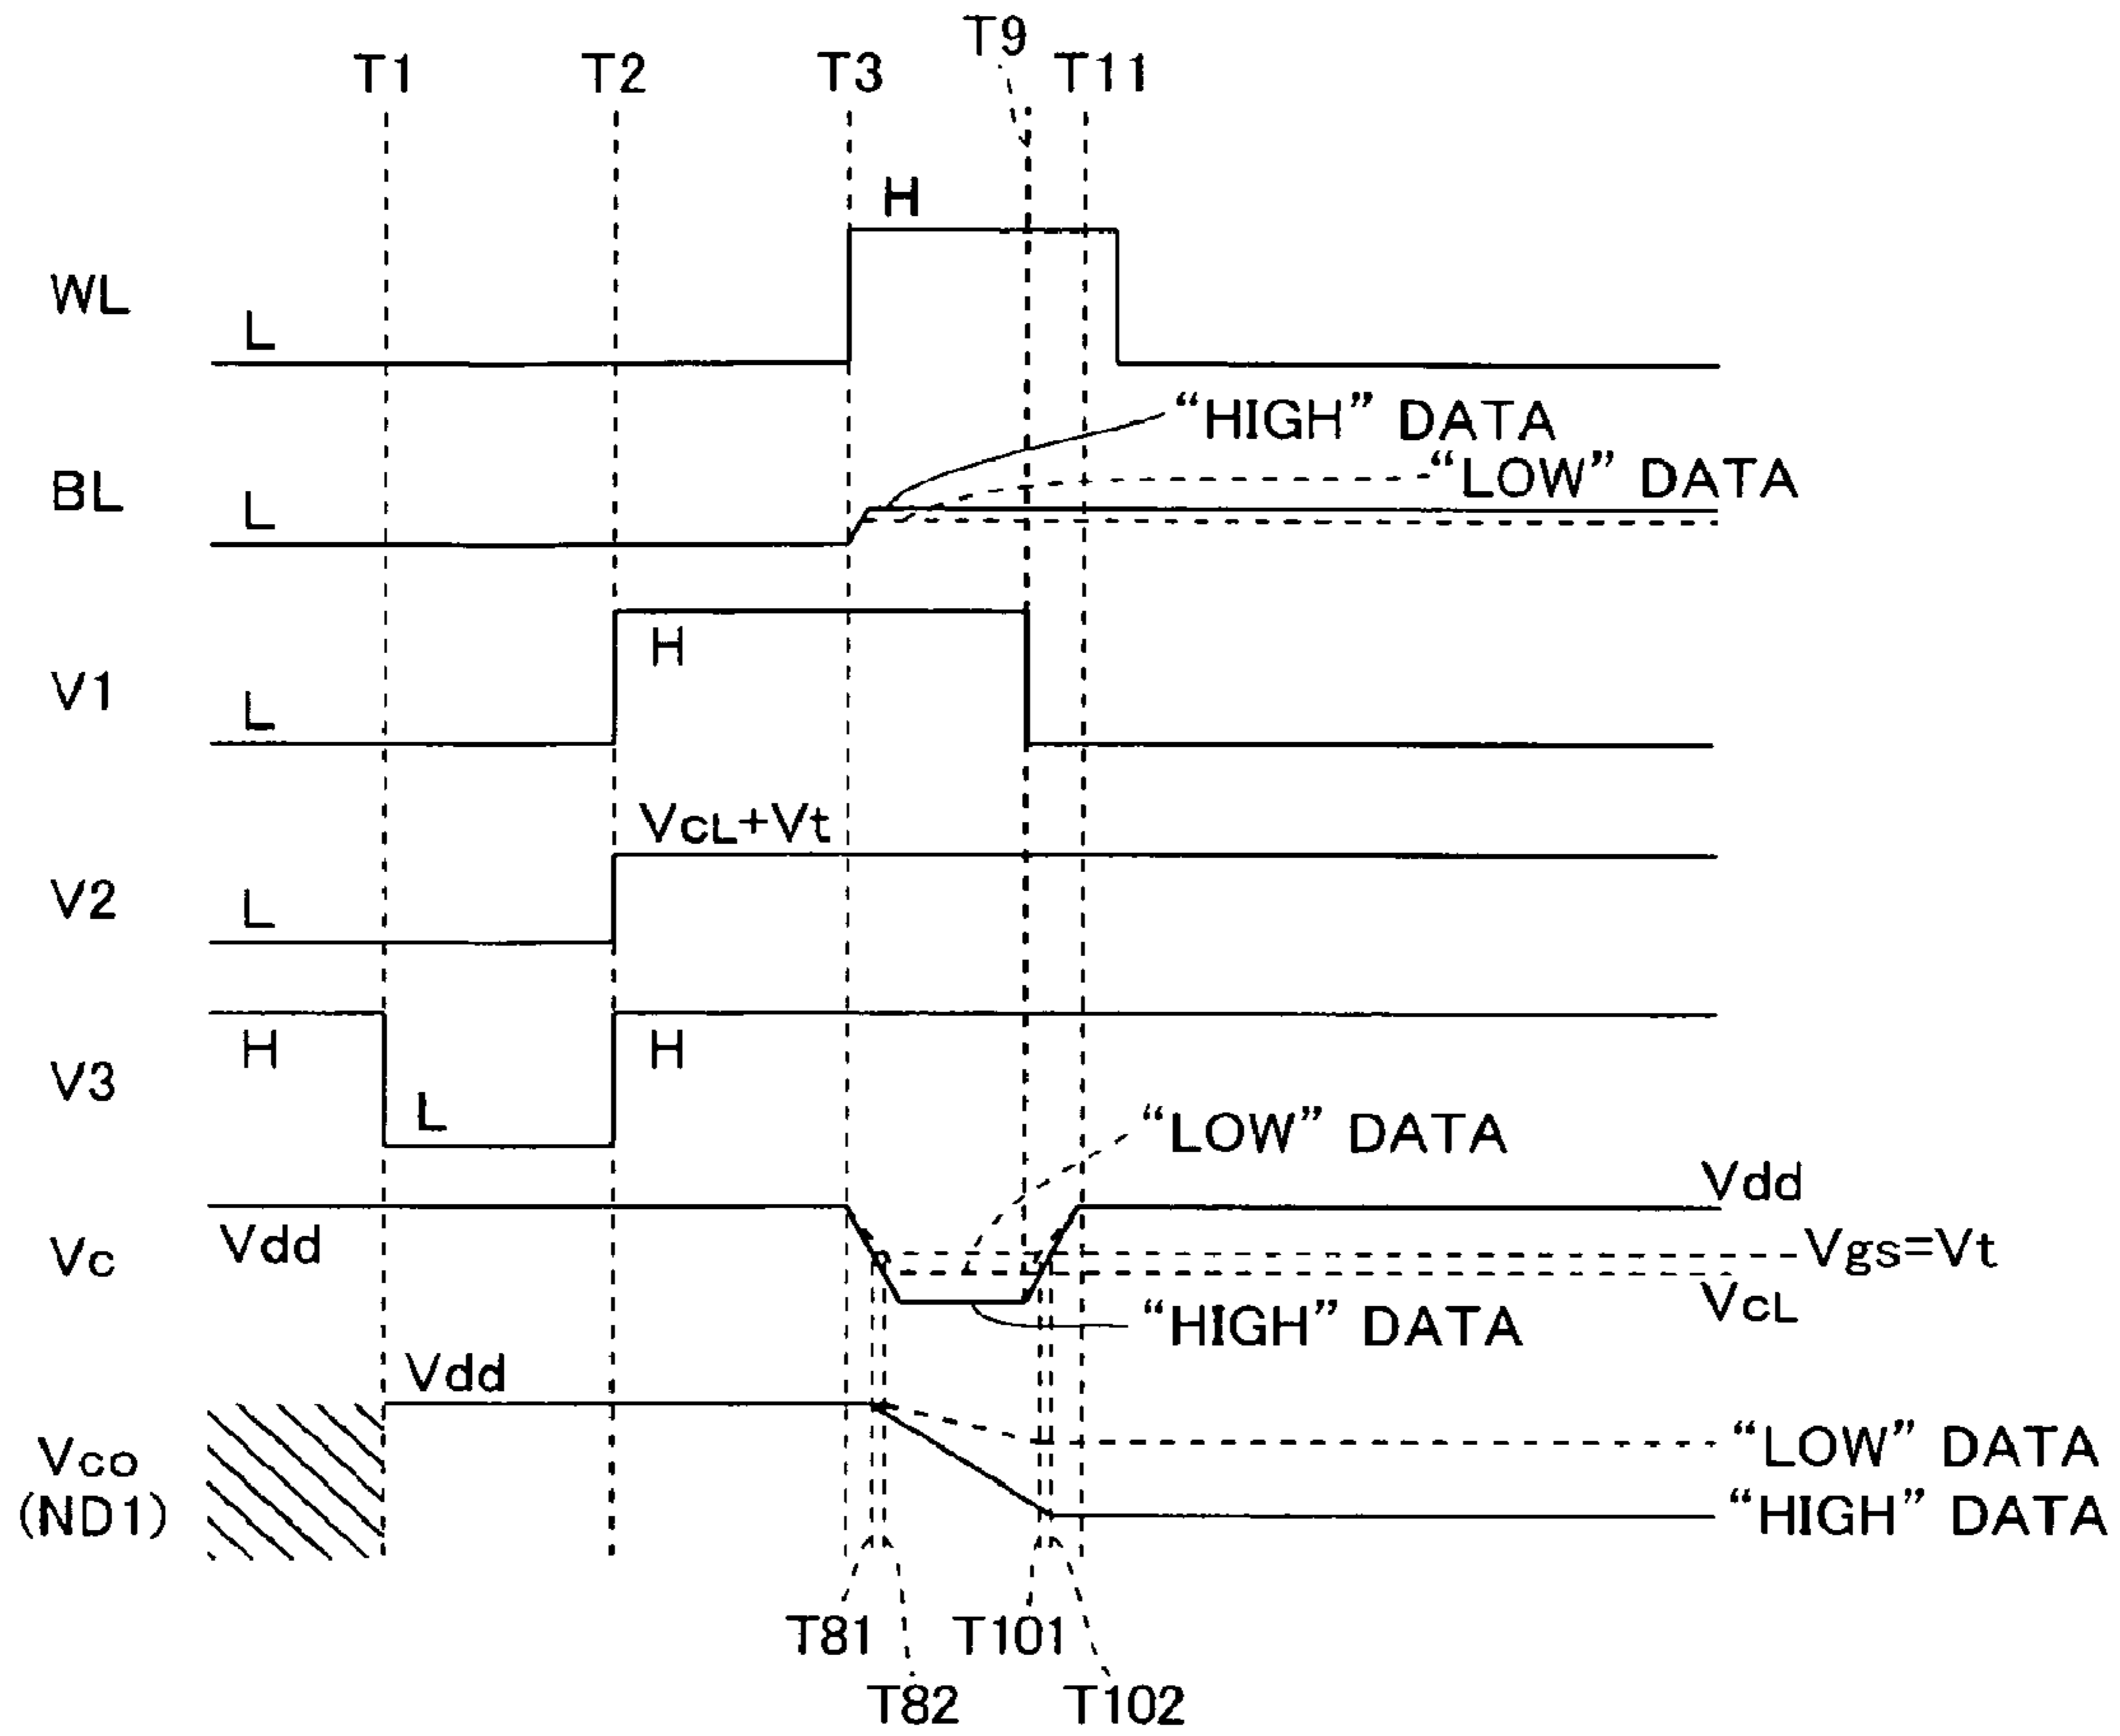 T9
T1
T2
T3
T11
H
WL
L
“HIGH” DATA
“LOW” DATA
BL
L
H
V1
L
VcL+Vt
V2
L
H
H
V3
L
“LOW” DATA
Vdd
Vc
Vdd
Vgs=Vt
VcL
“HIGH” DATA
Vdd
Vco
(ND1)
“LOW” DATA
“HIGH” DATA
T81
T101
T82
T102